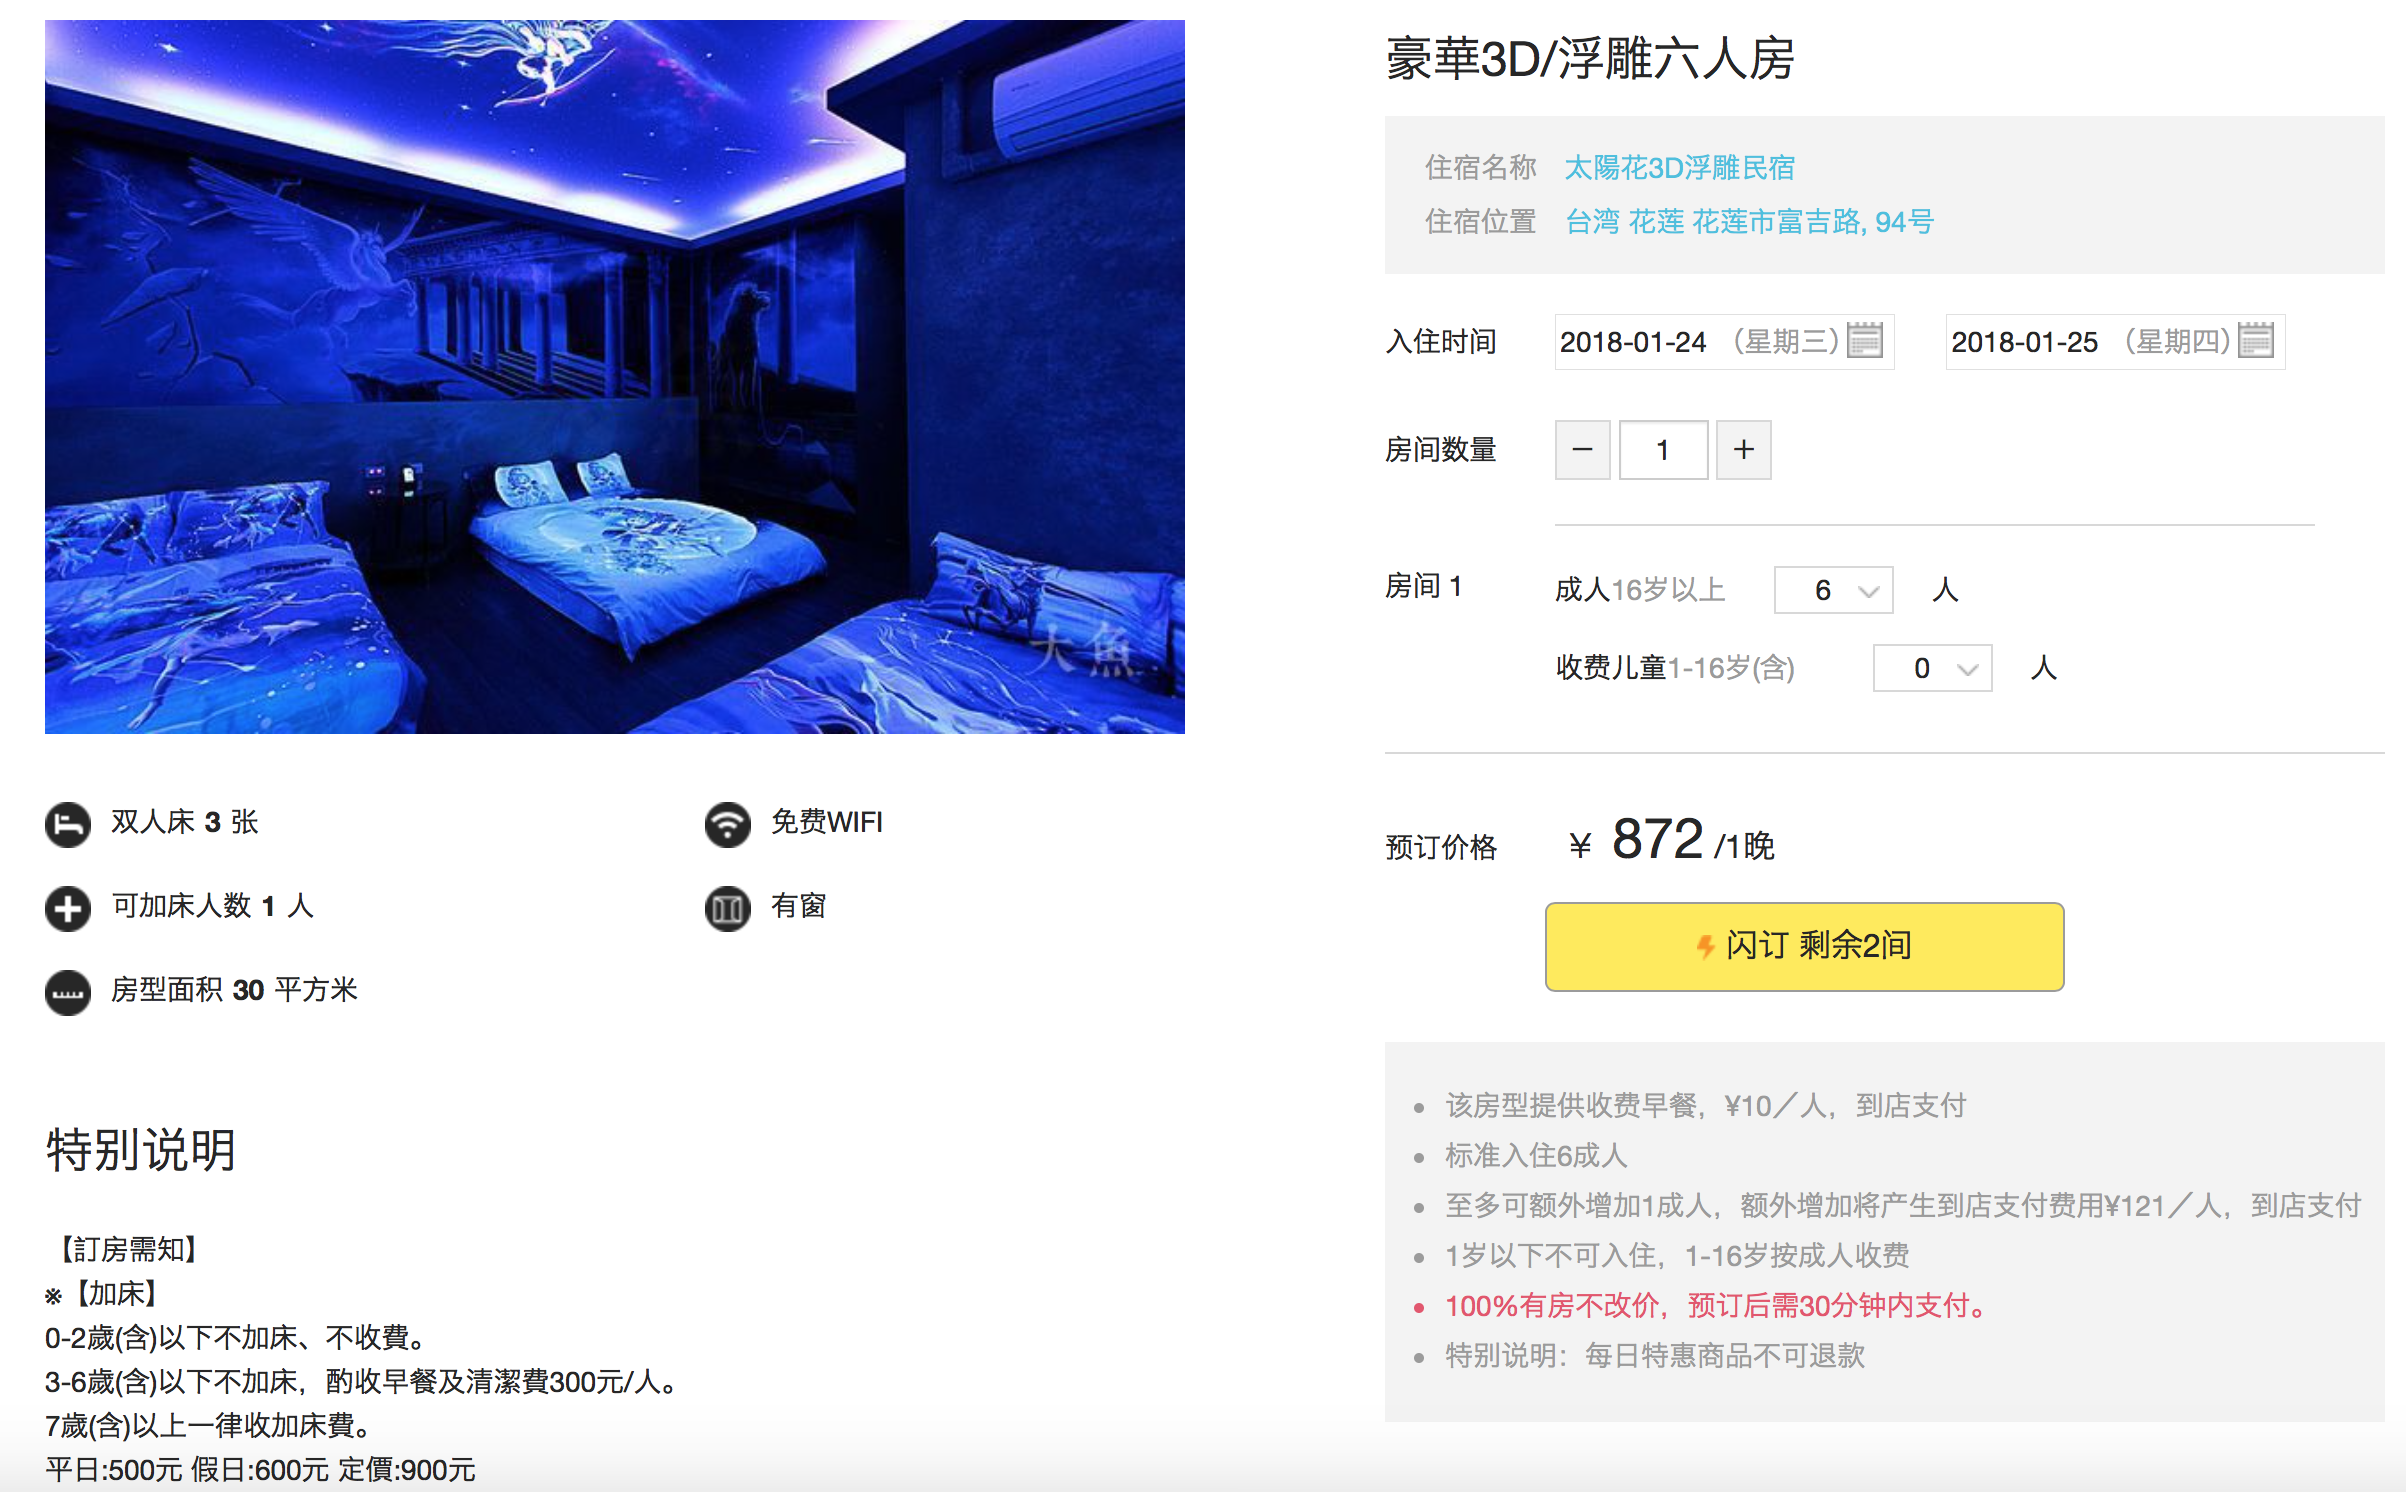 大魚
双人床 3 张
免费WIFI
可加床人数 1 人
有窗
房型面积 30 平方米
特别说明
【訂房需知】
※【加床】
0-2歲(含)以下不加床、不收費。
3-6歲(含)以下不加床，酌收早餐及清潔費300元/人。
7歲(含)以上一律收加床費。
平日:500元 假日:600元 定價:900元
豪華3D/浮雕六人房
住宿名称 太陽花3D浮雕民宿
住宿位置 台湾 花莲 花莲市富吉路, 94号
入住时间 2018-01-24 （星期三） 2018-01-25 （星期四）
房间数量 − 1 +
房间 1 成人16岁以上 6 人
收费儿童1-16岁(含) 0 人
预订价格 ¥ 872 /1晚
闪订 剩余2间
• 该房型提供收费早餐，¥10／人，到店支付
• 标准入住6成人
• 至多可额外增加1成人，额外增加将产生到店支付费用¥121／人，到店支付
• 1岁以下不可入住，1-16岁按成人收费
• 100%有房不改价，预订后需30分钟内支付。
• 特别说明：每日特惠商品不可退款